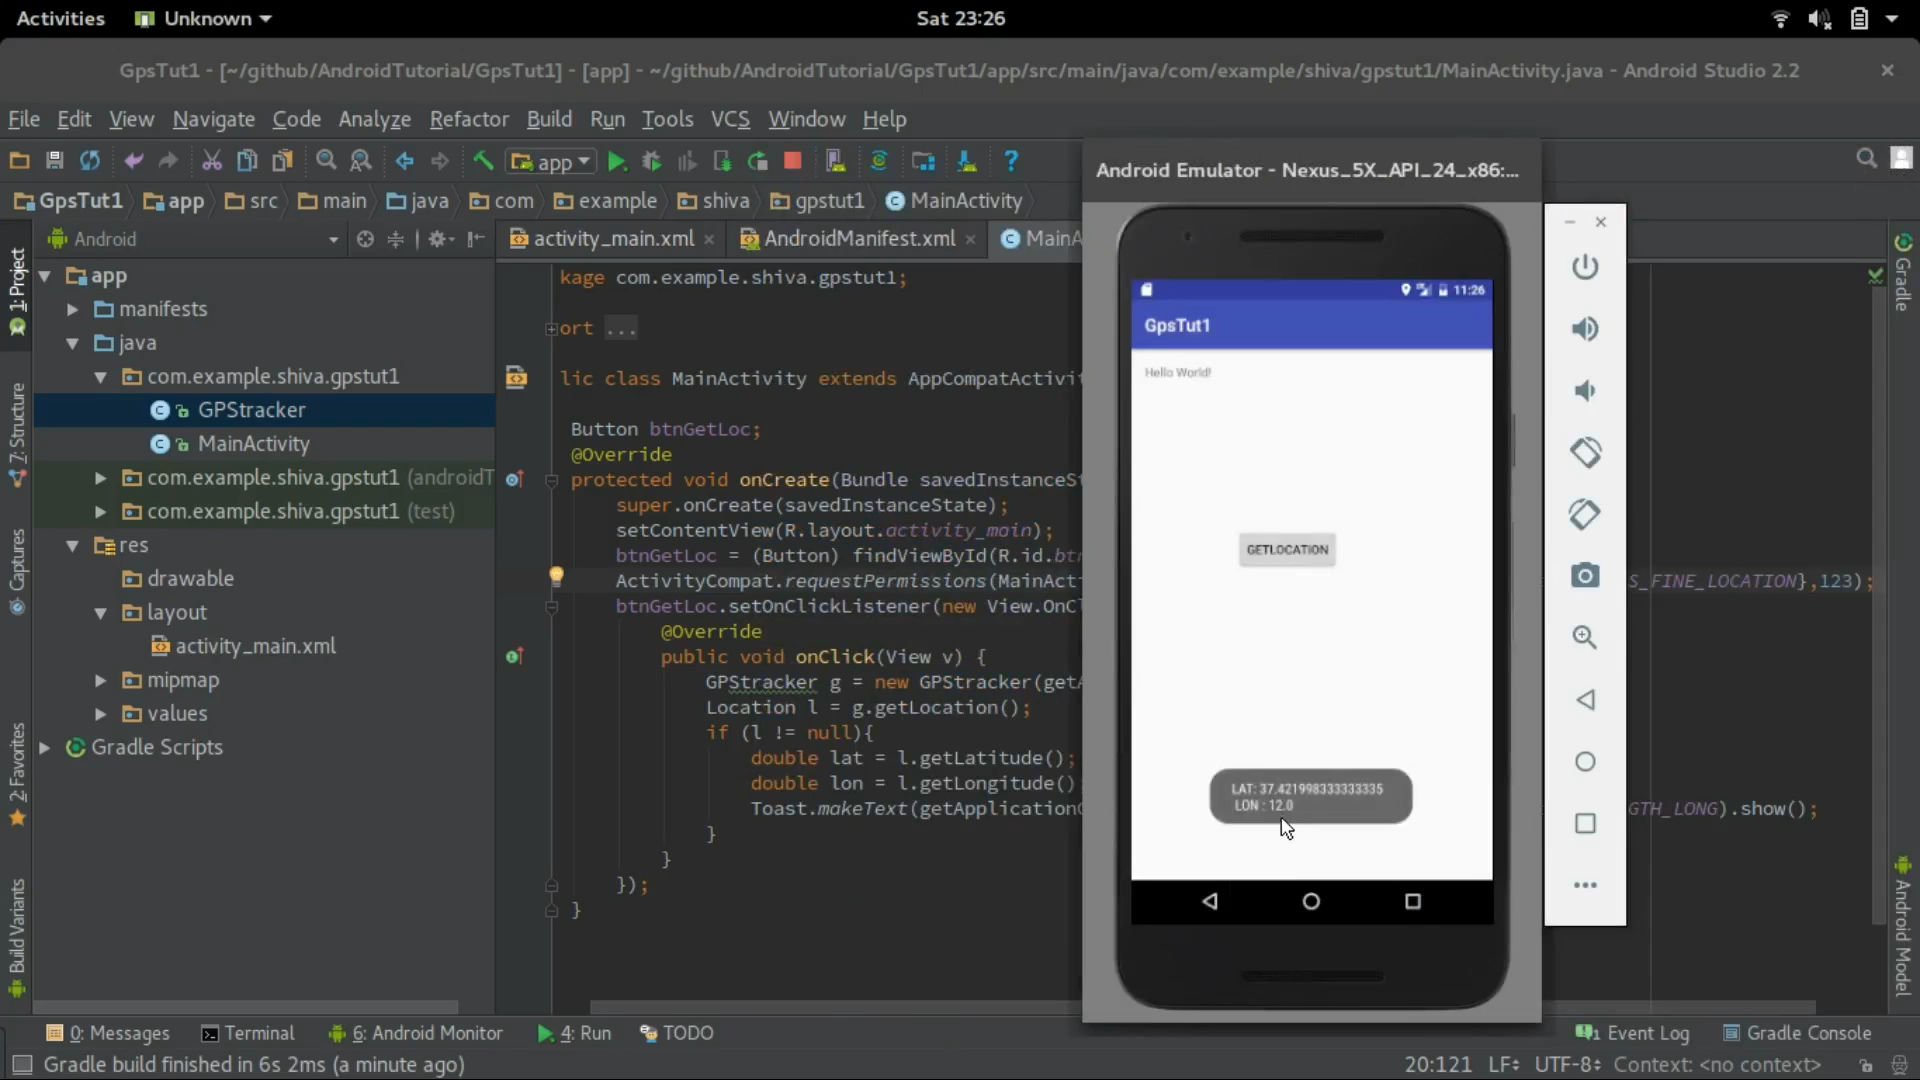 Activities
Unknown
Sat 23:26
GpsTut1 - [~/github/AndroidTutorial/GpsTut1] - [app] - ~/github/AndroidTutorial/GpsTut1/app/src/main/java/com/example/shiva/gpstut1/MainActivity.java - Android Studio 2.2
File Edit View Navigate Code Analyze Refactor Build Run Tools VCS Window Help
app
GpsTut1 app src main java com example shiva gpstut1 MainActivity
Android
activity_main.xml
AndroidManifest.xml
MainA
1: Project
7: Structure
Captures
2: Favorites
Build Variants
app
manifests
java
com.example.shiva.gpstut1
GPStracker
MainActivity
com.example.shiva.gpstut1 (androidT
com.example.shiva.gpstut1 (test)
res
drawable
layout
activity_main.xml
mipmap
values
Gradle Scripts
kage com.example.shiva.gpstut1;
ort ...
lic class MainActivity extends AppCompatActivit
Button btnGetLoc;
@Override
protected void onCreate(Bundle savedInstanceSt
super.onCreate(savedInstanceState);
setContentView(R.layout.activity_main);
btnGetLoc = (Button) findViewById(R.id.btn
ActivityCompat.requestPermissions(MainActi
S_FINE_LOCATION},123);
btnGetLoc.setOnClickListener(new View.OnCl
@Override
public void onClick(View v) {
GPStracker g = new GPStracker(getA
Location l = g.getLocation();
if (l != null){
double lat = l.getLatitude();
double lon = l.getLongitude()
Toast.makeText(getApplicationC
GTH_LONG).show();
}
}
});
}
Android Emulator - Nexus_5X_API_24_x86:...
11:26
GpsTut1
Hello World!
GETLOCATION
LAT: 37.421998333333335
LON : 12.0
Gradle
Android Model
0: Messages
Terminal
6: Android Monitor
4: Run
TODO
1 Event Log
Gradle Console
Gradle build finished in 6s 2ms (a minute ago)
20:121 LF UTF-8 Context: <no context>